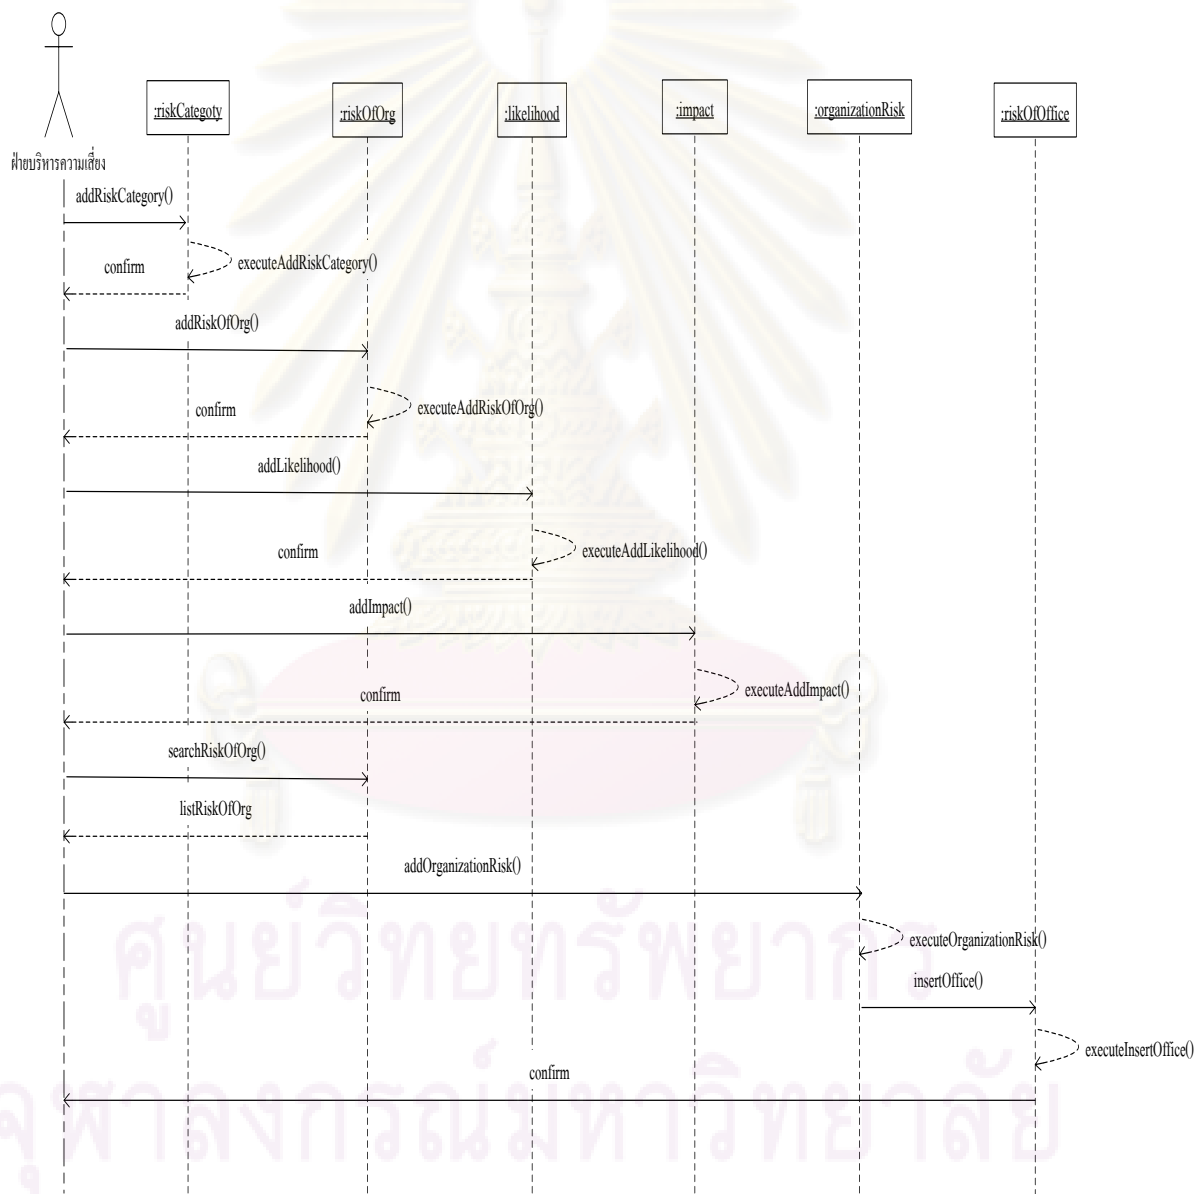 :riskCategoty
:riskOfOrg
:likelihood
:impact
:organizationRisk
:riskOfOffice
ฝ่ายบริหารความเสี่ยง
addRiskCategory()
executeAddRiskCategory()
confirm
addRiskOfOrg()
executeAddRiskOfOrg()
confirm
addLikelihood()
executeAddLikelihood()
confirm
addImpact()
executeAddImpact()
confirm
searchRiskOfOrg()
listRiskOfOrg
addOrganizationRisk()
executeOrganizationRisk()
insertOffice()
executeInsertOffice()
confirm
ศูนย์วิทยทรัพยากร
จุฬาลงกรณ์มหาวิทยาลัย